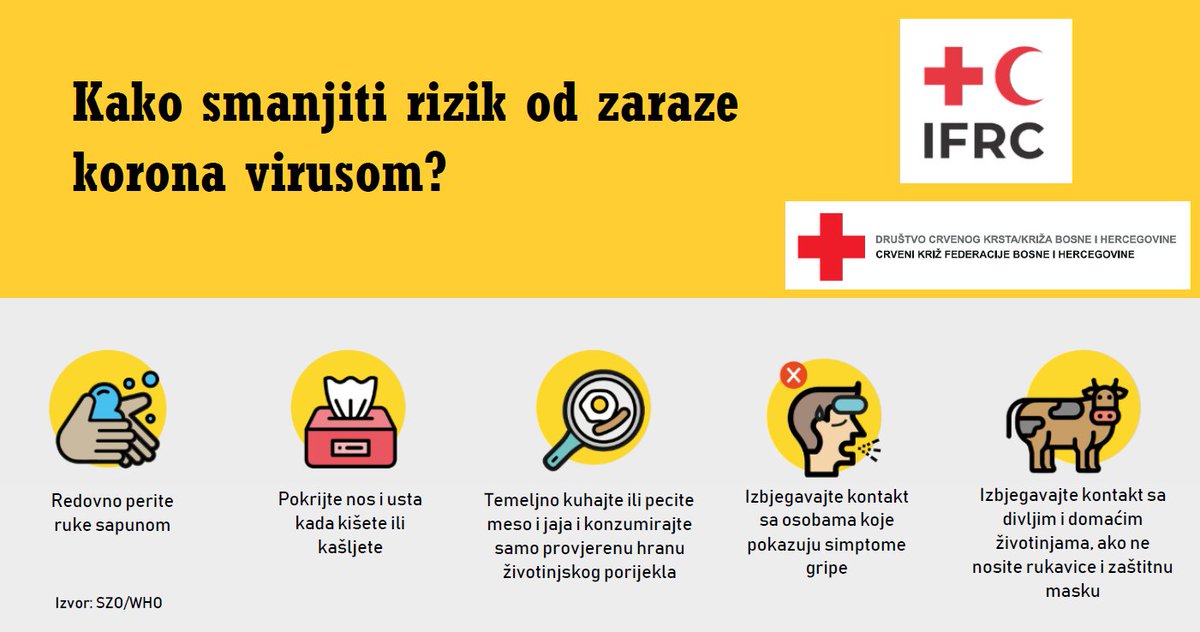 Kako smanjiti rizik od zaraze
korona virusom?
IFRC
DRUŠTVO CRVENOG KRSTA/KRIŽA BOSNE I HERCEGOVINE
CRVENI KRIŽ FEDERACIJE BOSNE I HERCEGOVINE
Redovno perite
ruke sapunom
Pokrijte nos i usta
kada kišete ili
kašljete
Temeljno kuhajte ili pecite
meso i jaja i konzumirajte
samo provjerenu hranu
životinjskog porijekla
Izbjegavajte kontakt
sa osobama koje
pokazuju simptome
gripe
Izbjegavajte kontakt sa
divljim i domaćim
životinjama, ako ne
nosite rukavice i zaštitnu
masku
Izvor: SZO/WHO